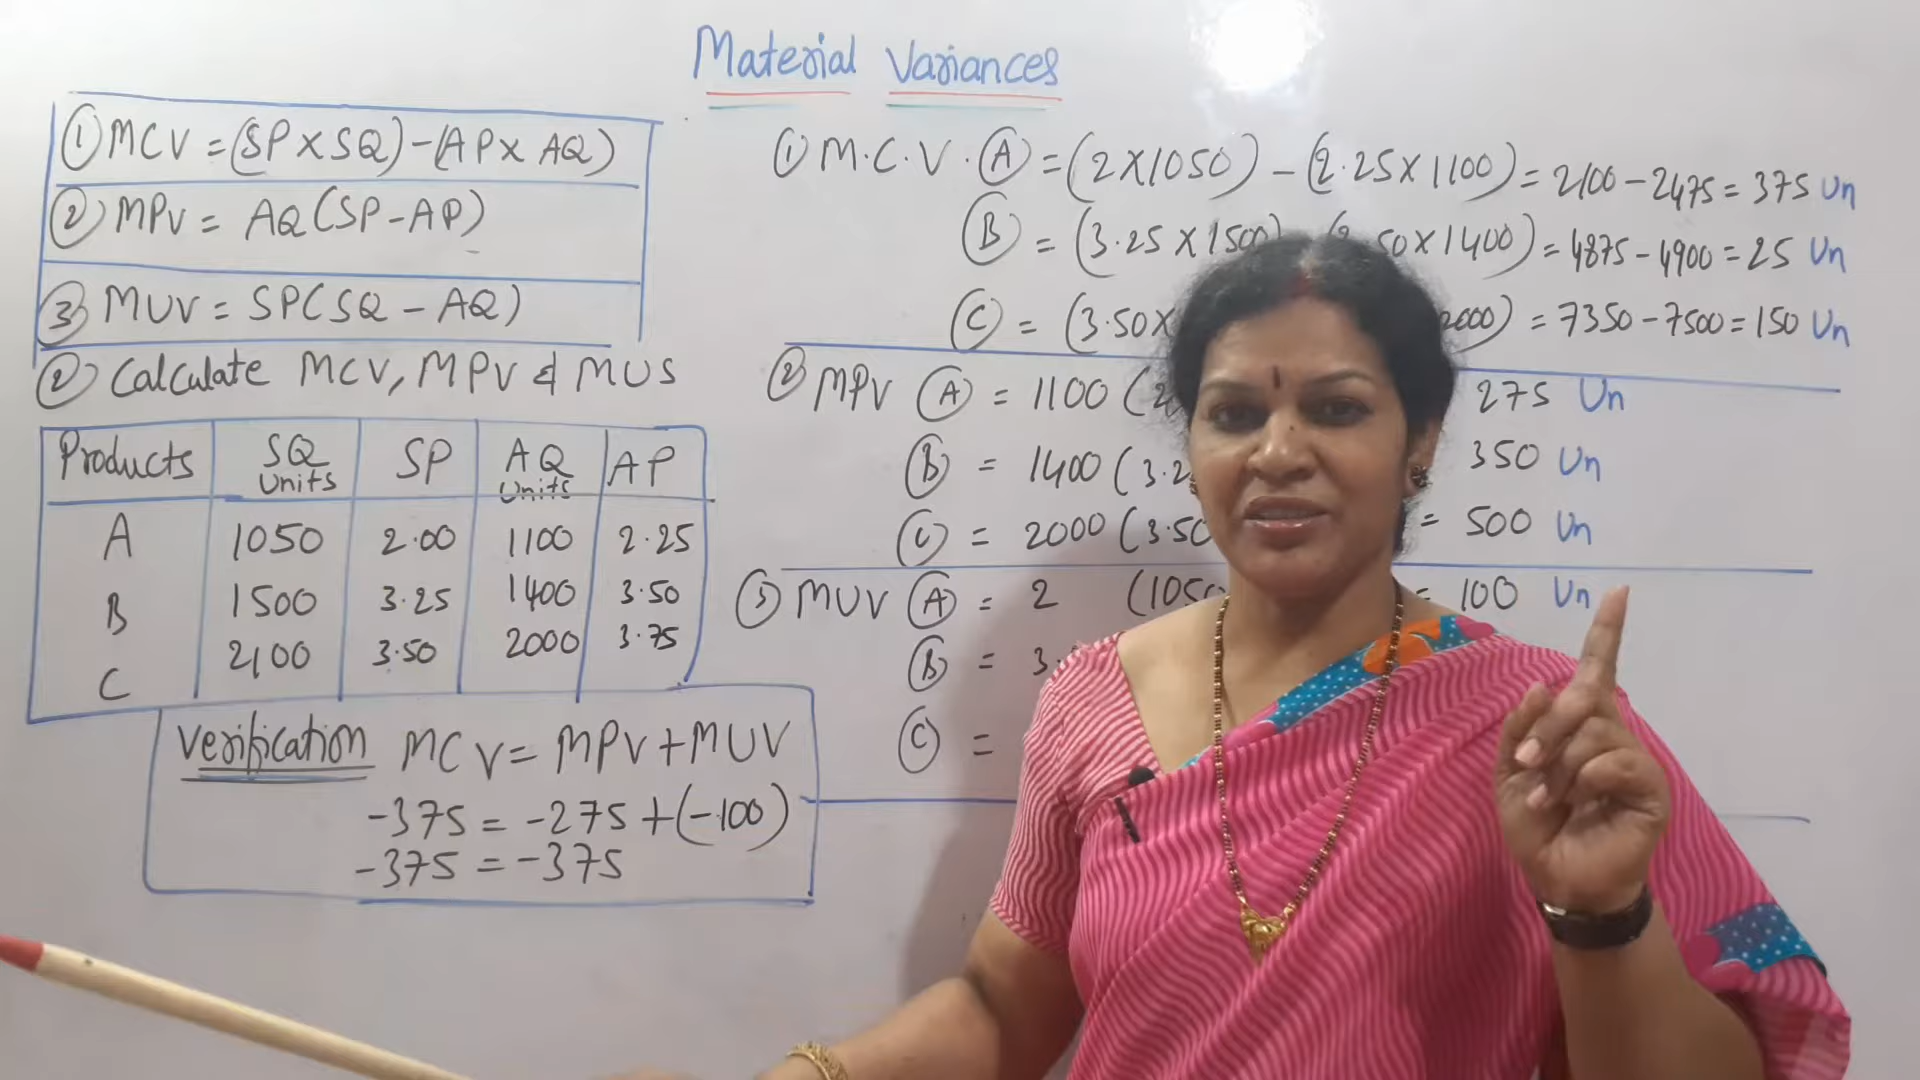 Material Variances
① MCV = (SP X SQ) - (AP X AQ)
② MPV = AQ (SP - AP)
③ MUV = SP(SQ - AQ)
② Calculate MCV, MPV & MUS
Products SQ Units SP AQ Units AP
A 1050 2.00 1100 2.25
B 1500 3.25 1400 3.50
C 2100 3.50 2000 3.75
Verification MCV = MPV + MUV
-375 = -275 + (-100)
-375 = -375
① M.C.V. Ⓐ = (2 X 1050) - (2.25 X 1100) = 2100 - 2475 = 375 Un
Ⓑ = (3.25 X 1500) 50 X 1400) = 4875 - 4900 = 25 Un
Ⓒ = (3.50 X 2000) = 7350 - 7500 = 150 Un
② MPV Ⓐ = 1100 (2 275 Un
Ⓑ = 1400 (3.2 350 Un
Ⓒ = 2000 (3.50 = 500 Un
③ MUV Ⓐ = 2 (1050 = 100 Un
Ⓑ = 3.
Ⓒ =